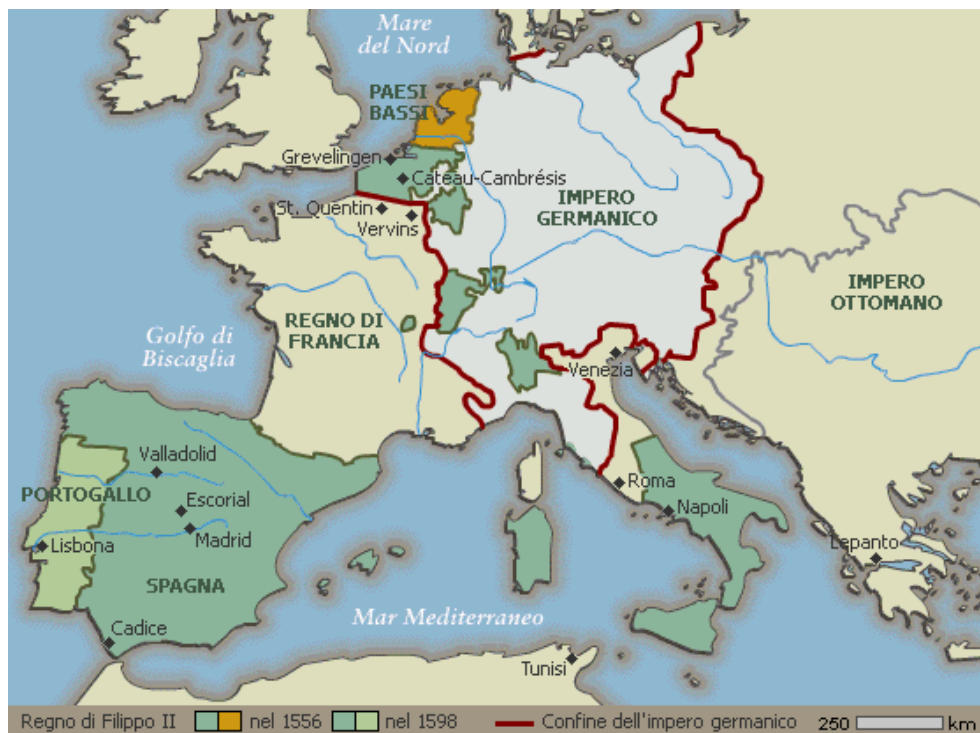 Mare
del Nord
PAESI
BASSI
Grevelingen
Cateau-Cambrésis
St. Quentin
Vervins
IMPERO
GERMANICO
IMPERO
OTTOMANO
REGNO DI
FRANCIA
Golfo di
Biscaglia
Venezia
Valladolid
PORTOGALLO
Escorial
Madrid
Lisbona
SPAGNA
Cadice
Roma
Napoli
Lepanto
Mar Mediterraneo
Tunisi
Regno di Filippo II nel 1556 nel 1598 Confine dell'impero germanico 250 km